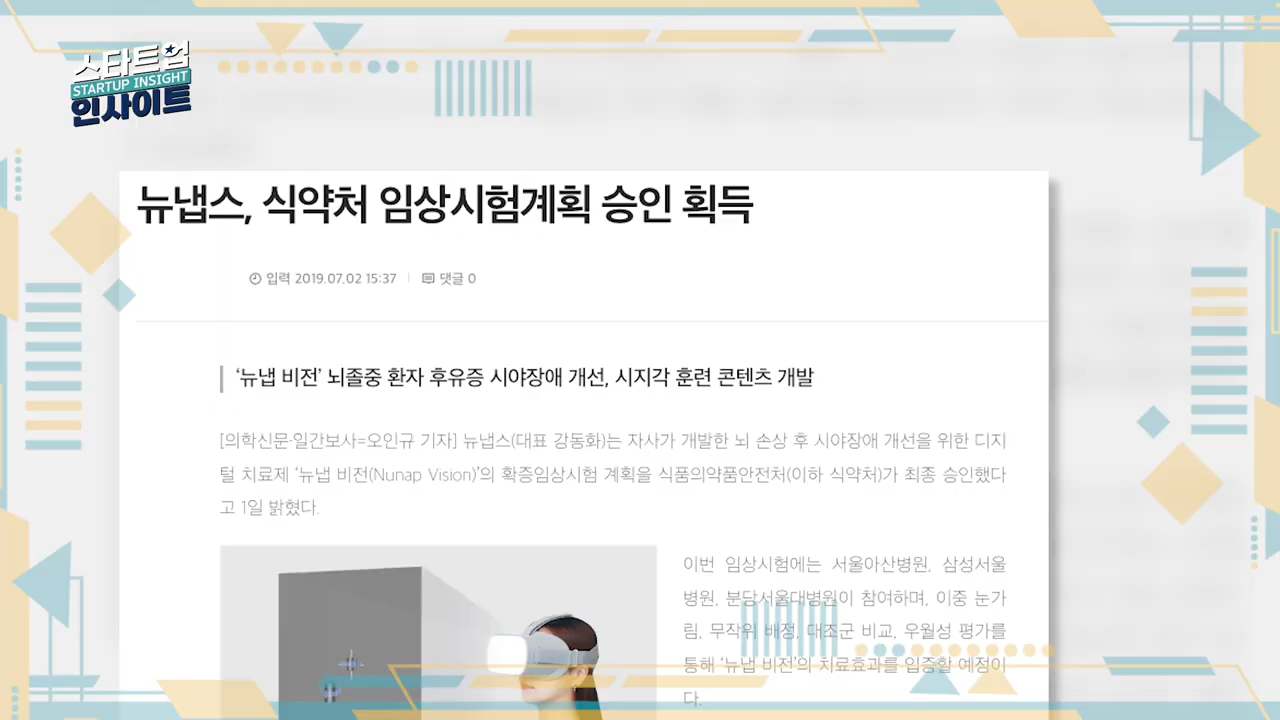 스타트업
STARTUP INSIGHT
인사이트
뉴냅스, 식약처 임상시험계획 승인 획득
입력 2019.07.02 15:37 댓글 0
‘뉴냅 비전’ 뇌졸중 환자 후유증 시야장애 개선, 시지각 훈련 콘텐츠 개발
[의학신문·일간보사=오인규 기자] 뉴냅스(대표 강동화)는 자사가 개발한 뇌 손상 후 시야장애 개선을 위한 디지
털 치료제 ‘뉴냅 비전(Nunap Vision)’의 확증임상시험 계획을 식품의약품안전처(이하 식약처)가 최종 승인했다
고 1일 밝혔다.
이번 임상시험에는 서울아산병원, 삼성서울
병원, 분당서울대병원이 참여하며, 이중 눈가
림, 무작위 배정, 대조군 비교, 우월성 평가를
통해 ‘뉴냅 비전’의 치료효과를 입증할 예정이
다.